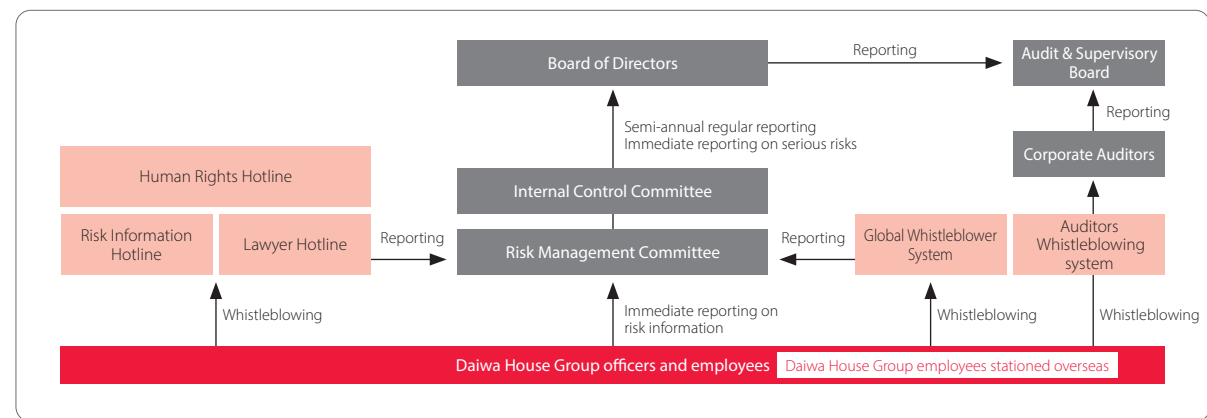 Board of Directors
Reporting
Audit & Supervisory
Board
Semi-annual regular reporting
Immediate reporting on serious risks
Reporting
Corporate Auditors
Human Rights Hotline
Internal Control Committee
Risk Information
Hotline
Lawyer Hotline
Reporting
Risk Management Committee
Reporting
Global Whistleblower
System
Auditors
Whistleblowing
system
Whistleblowing
Immediate reporting on
risk information
Whistleblowing
Whistleblowing
Daiwa House Group officers and employees
Daiwa House Group employees stationed overseas